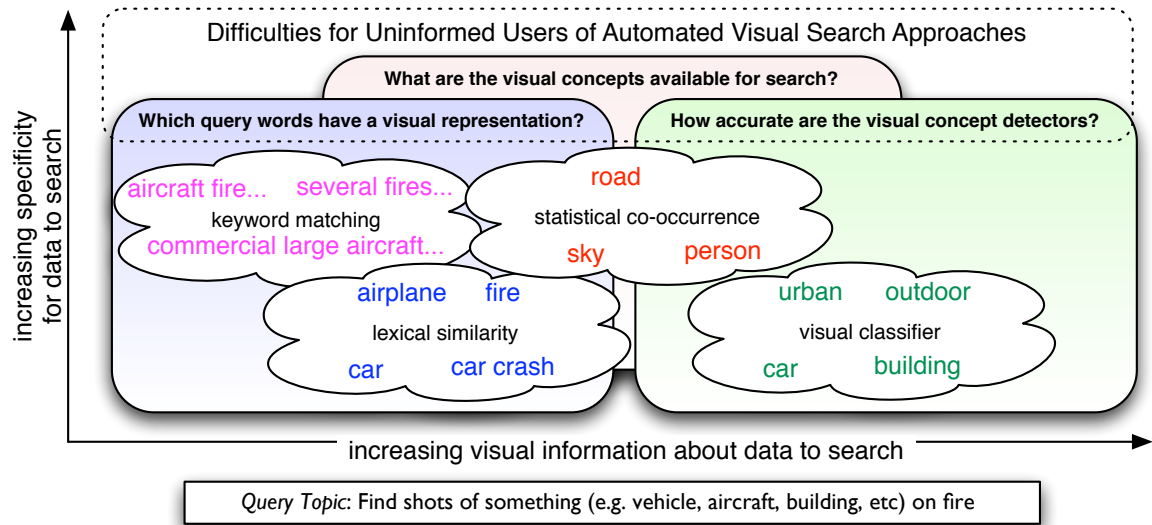 Difficulties for Uninformed Users of Automated Visual Search Approaches
What are the visual concepts available for search?
Which query words have a visual representation?
How accurate are the visual concept detectors?
aircraft fire... several fires...
keyword matching
commercial large aircraft...
road
statistical co-occurrence
sky person
airplane fire
lexical similarity
car car crash
urban outdoor
visual classifier
car building
increasing specificity
for data to search
increasing visual information about data to search
Query Topic: Find shots of something (e.g. vehicle, aircraft, building, etc) on fire